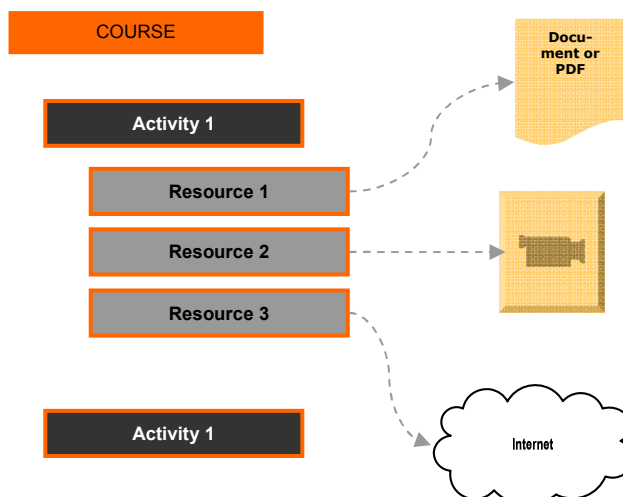 COURSE
Docu-
ment or
PDF
Activity 1
Resource 1
Resource 2
Resource 3
Activity 1
Internet